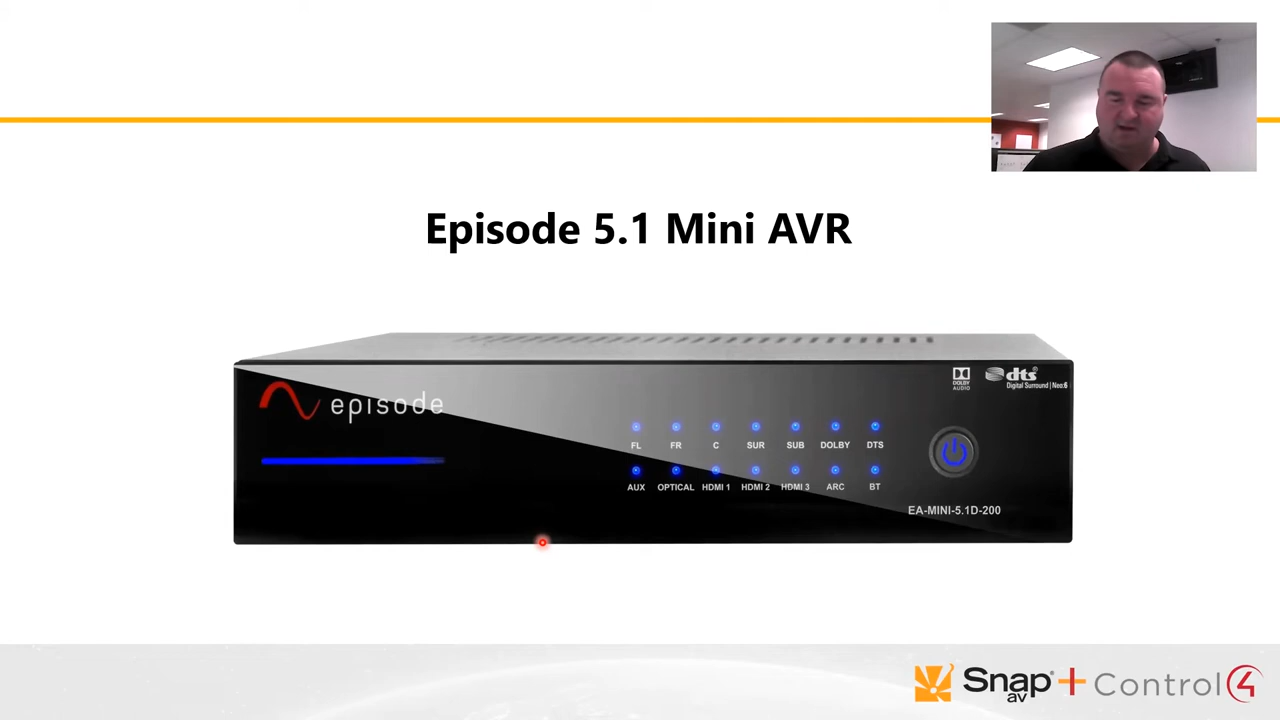 Episode 5.1 Mini AVR
DOLBY AUDIO
dts
Digital Surround | Neo:6
episode
FL FR C SUR SUB DOLBY DTS
AUX OPTICAL HDMI 1 HDMI 2 HDMI 3 ARC BT
EA-MINI-5.1D-200
Snap av + Control4